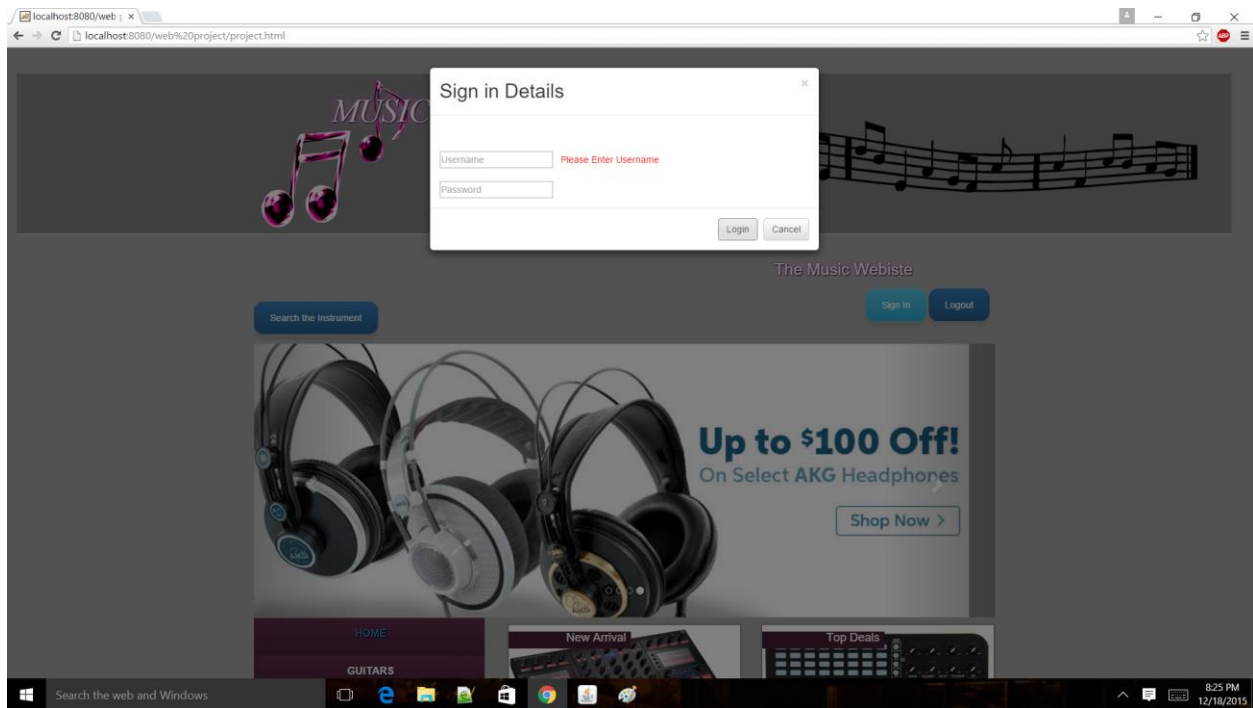 localhost:8080/web p
localhost:8080/web%20project/project.html
ABP
MUSIC
Sign in Details
×
Username
Please Enter Username
Password
Login
Cancel
The Music Webiste
Sign In
Logout
Search the Instrument
Up to $100 Off!
On Select AKG Headphones
Shop Now >
AKG
HOME
New Arrival
Top Deals
GUITARS
Search the web and Windows
8:25 PM
12/18/2015